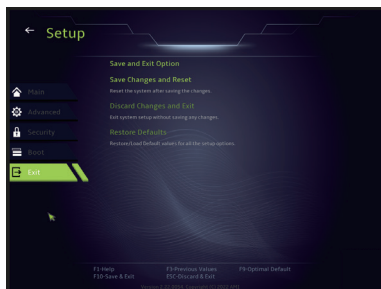 Setup
Save and Exit Option
Save Changes and Reset
Reset the system after saving the changes.
Discard Changes and Exit
Exit system setup without saving any changes.
Restore Defaults
Restore/Load Default values for all the setup options.
Main
Advanced
Security
Boot
Exit
F1-Help F3-Previous Values F9-Optimal Default
F10-Save & Exit ESC-Discard & Exit